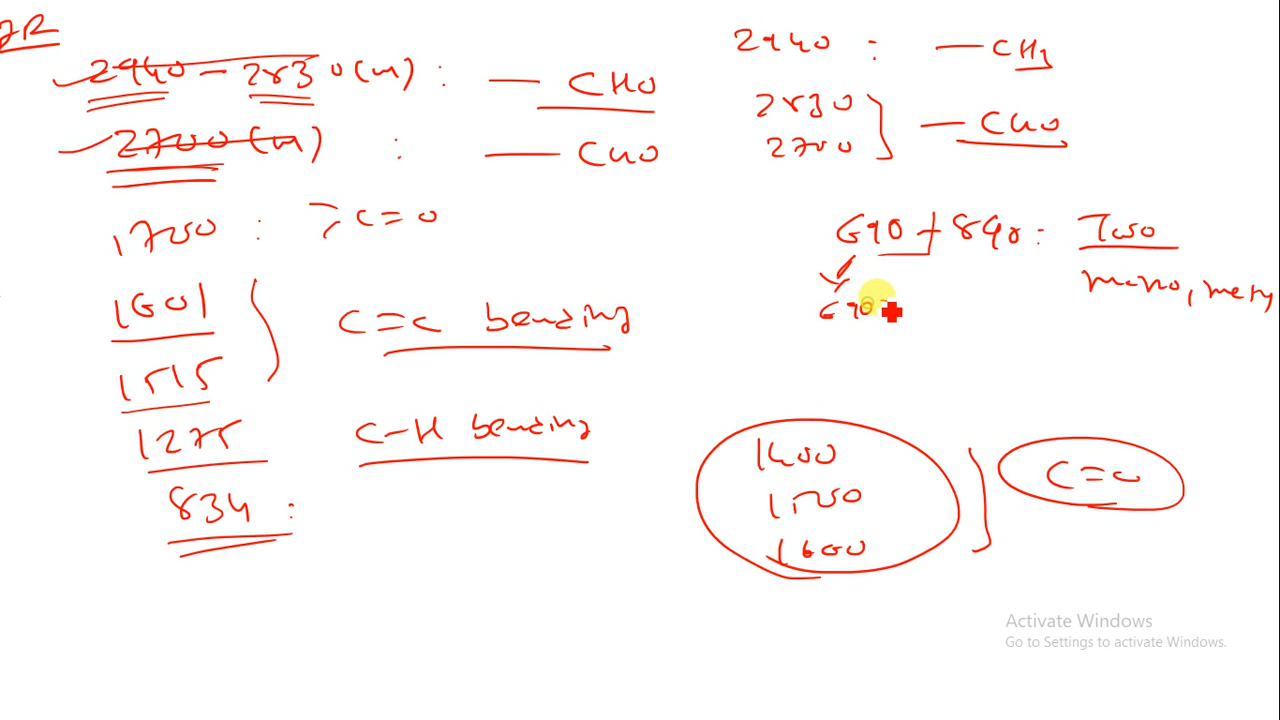 IR
2940 - 2830 (m) : — CHO
2700 (m) : — CHO
1700 : >C=O
1601
1515
C=C bending
1275 C-H bending
834 :
2940 : — CH3
2830
2700
— CHO
690 - 840 : Two
mono, meta
690
1400
1500
1600
C=O
Activate Windows
Go to Settings to activate Windows.